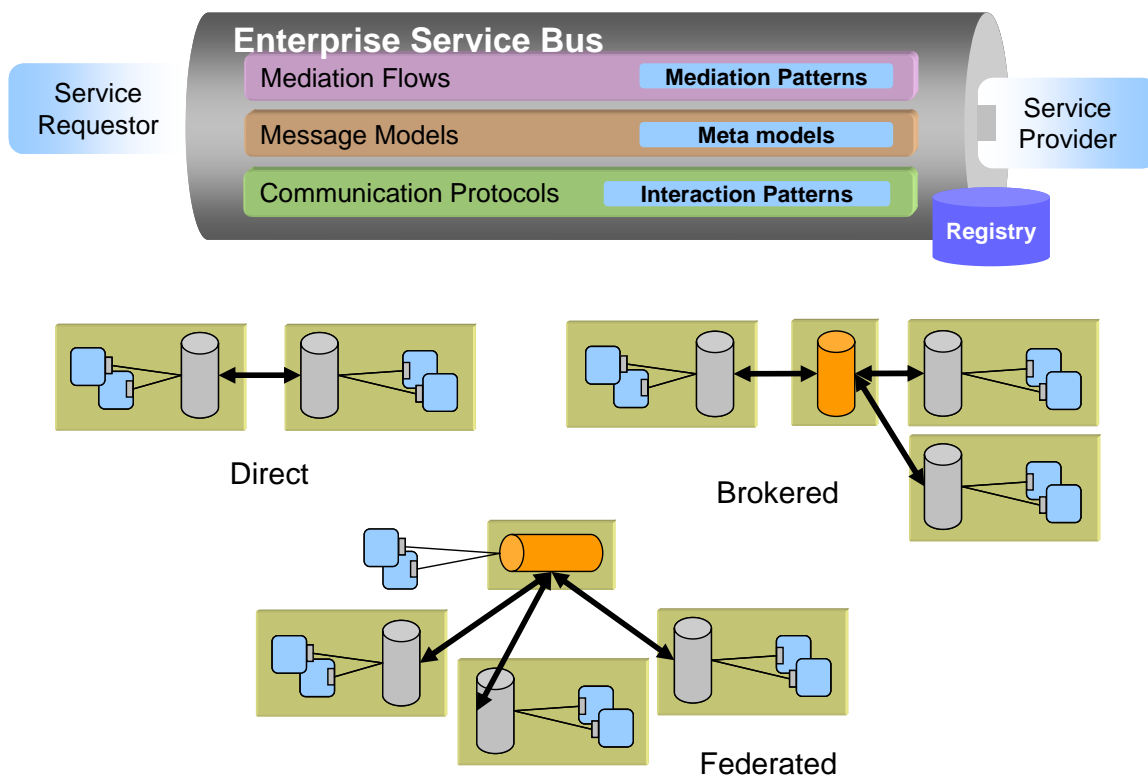 Enterprise Service Bus
Service
Requestor
Mediation Flows
Mediation Patterns
Message Models
Meta models
Communication Protocols
Interaction Patterns
Service
Provider
Registry
Direct
Brokered
Federated